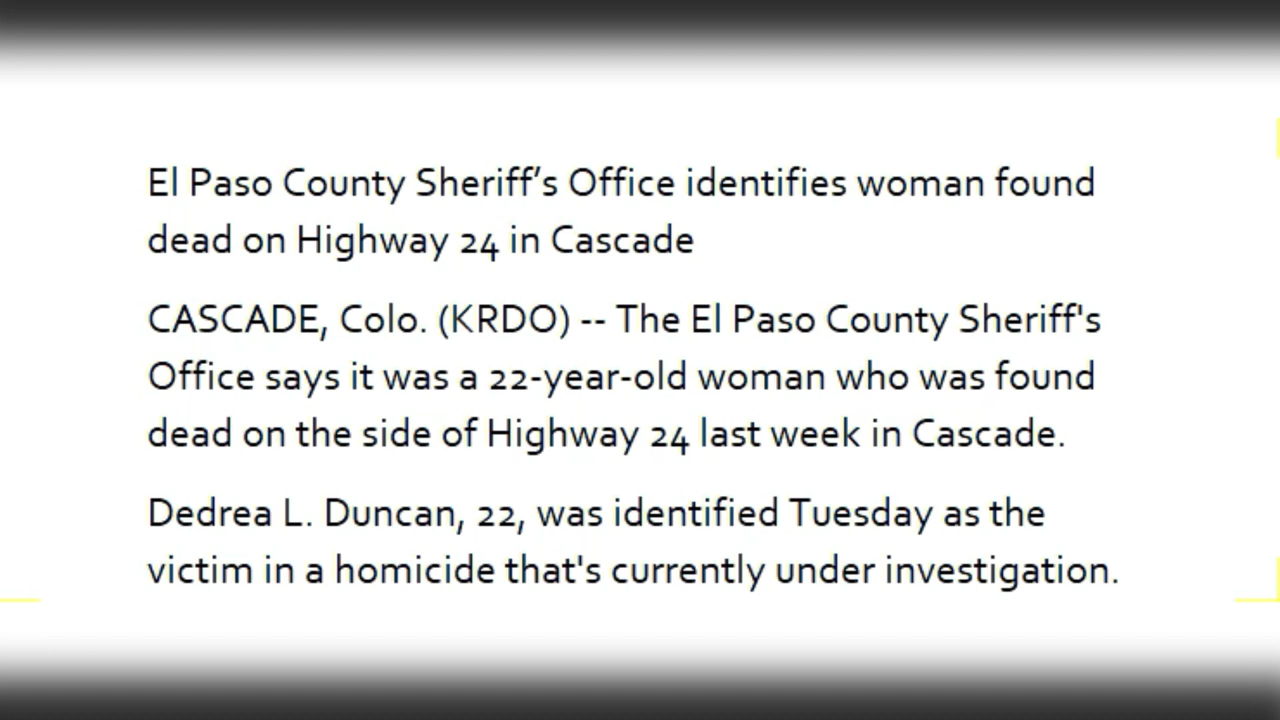 El Paso County Sheriff’s Office identifies woman found
dead on Highway 24 in Cascade
CASCADE, Colo. (KRDO) -- The El Paso County Sheriff's
Office says it was a 22-year-old woman who was found
dead on the side of Highway 24 last week in Cascade.
Dedrea L. Duncan, 22, was identified Tuesday as the
victim in a homicide that's currently under investigation.